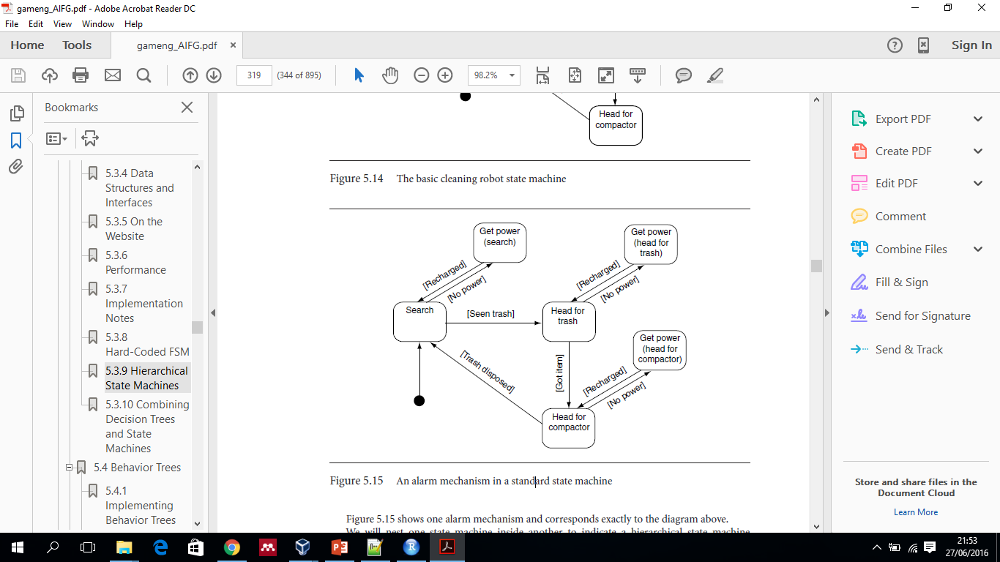 gameng_AIFG.pdf - Adobe Acrobat Reader DC
File Edit View Window Help
Home Tools gameng_AIFG.pdf × Sign In
319 (344 of 895) 98.2%
Bookmarks
5.3.4 Data
Structures and
Interfaces
5.3.5 On the
Website
5.3.6
Performance
5.3.7
Implementation
Notes
5.3.8
Hard-Coded FSM
5.3.9 Hierarchical
State Machines
5.3.10 Combining
Decision Trees
and State
Machines
5.4 Behavior Trees
5.4.1
Implementing
Behavior Trees
Head for
compactor
Figure 5.14 The basic cleaning robot state machine
Get power
(search)
Get power
(head for
trash)
[Recharged]
[No power]
[Recharged]
[No power]
Search
[Seen trash]
Head for
trash
Get power
(head for
compactor)
[Trash disposed]
[Got item]
[Recharged]
[No power]
Head for
compactor
Figure 5.15 An alarm mechanism in a standard state machine
Figure 5.15 shows one alarm mechanism and corresponds exactly to the diagram above.
We will nest one state machine inside another to indicate a hierarchical state machine
Export PDF
Create PDF
Edit PDF
Comment
Combine Files
Fill & Sign
Send for Signature
Send & Track
Store and share files in the
Document Cloud
Learn More
21:53
27/06/2016